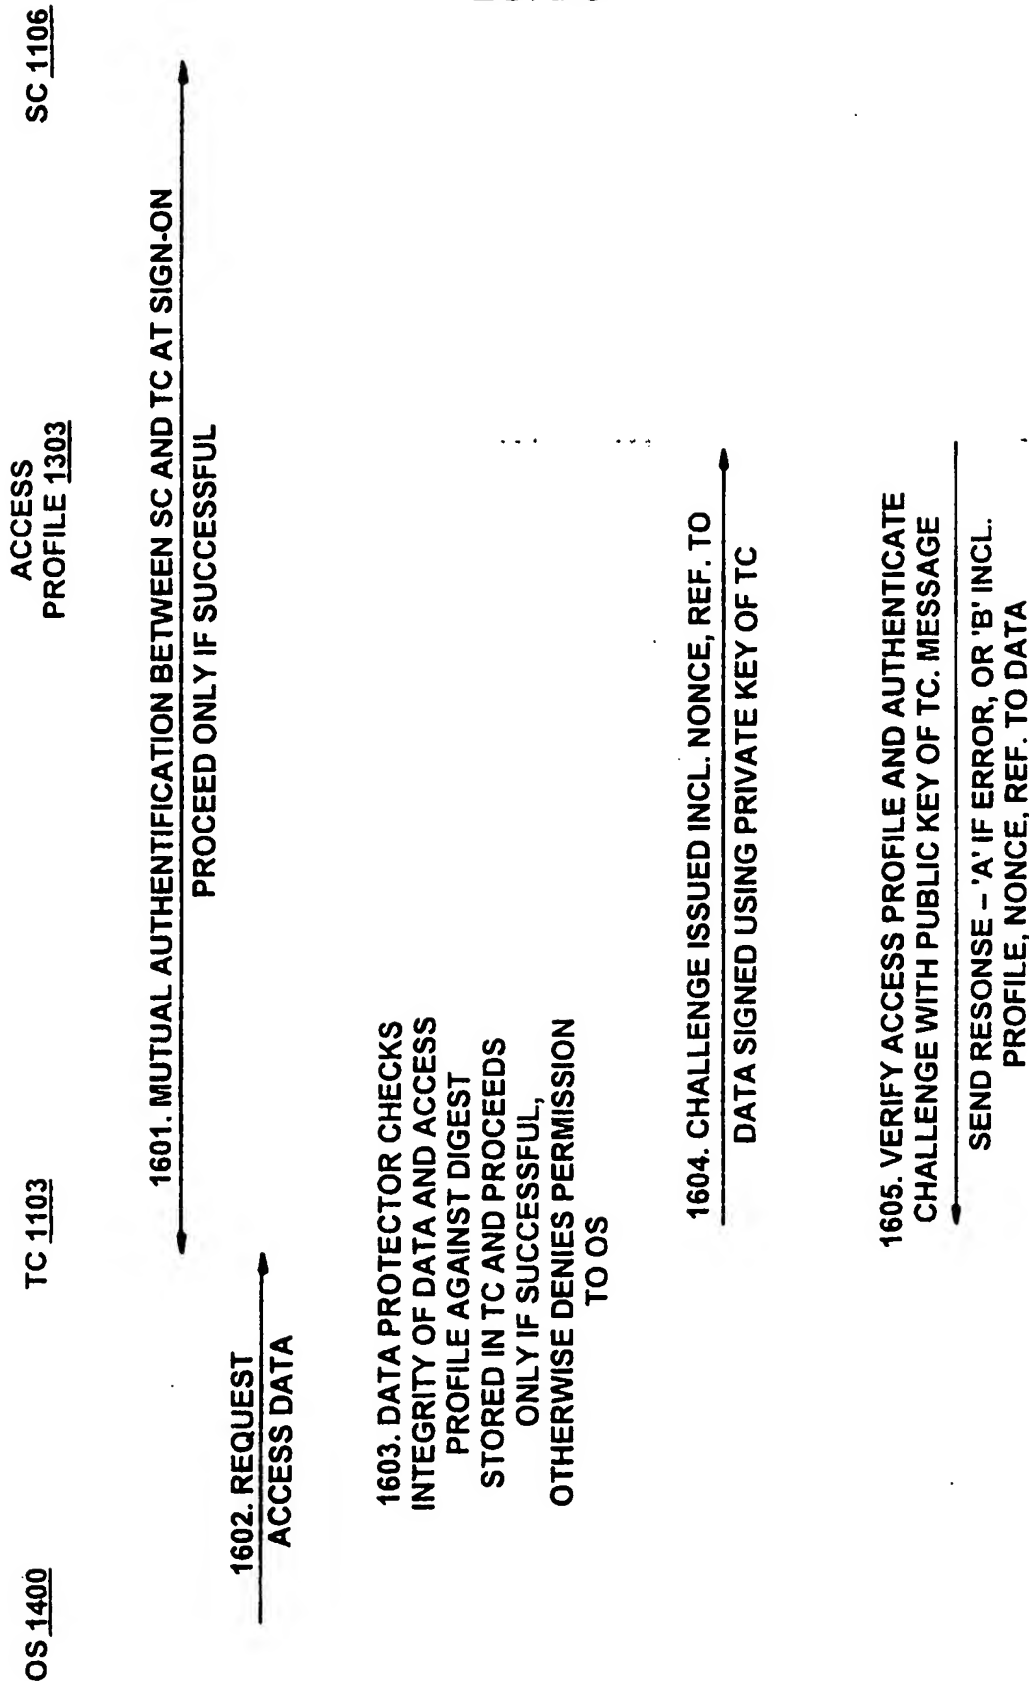 OS 1400
TC 1103
ACCESS
PROFILE 1303
SC 1106
1601. MUTUAL AUTHENTIFICATION BETWEEN SC AND TC AT SIGN-ON
PROCEED ONLY IF SUCCESSFUL
1602. REQUEST
ACCESS DATA
1603. DATA PROTECTOR CHECKS
INTEGRITY OF DATA AND ACCESS
PROFILE AGAINST DIGEST
STORED IN TC AND PROCEEDS
ONLY IF SUCCESSFUL,
OTHERWISE DENIES PERMISSION
TO OS
1604. CHALLENGE ISSUED INCL. NONCE, REF. TO
DATA SIGNED USING PRIVATE KEY OF TC
1605. VERIFY ACCESS PROFILE AND AUTHENTICATE
CHALLENGE WITH PUBLIC KEY OF TC. MESSAGE
SEND RESONSE – 'A' IF ERROR, OR 'B' INCL.
PROFILE, NONCE, REF. TO DATA